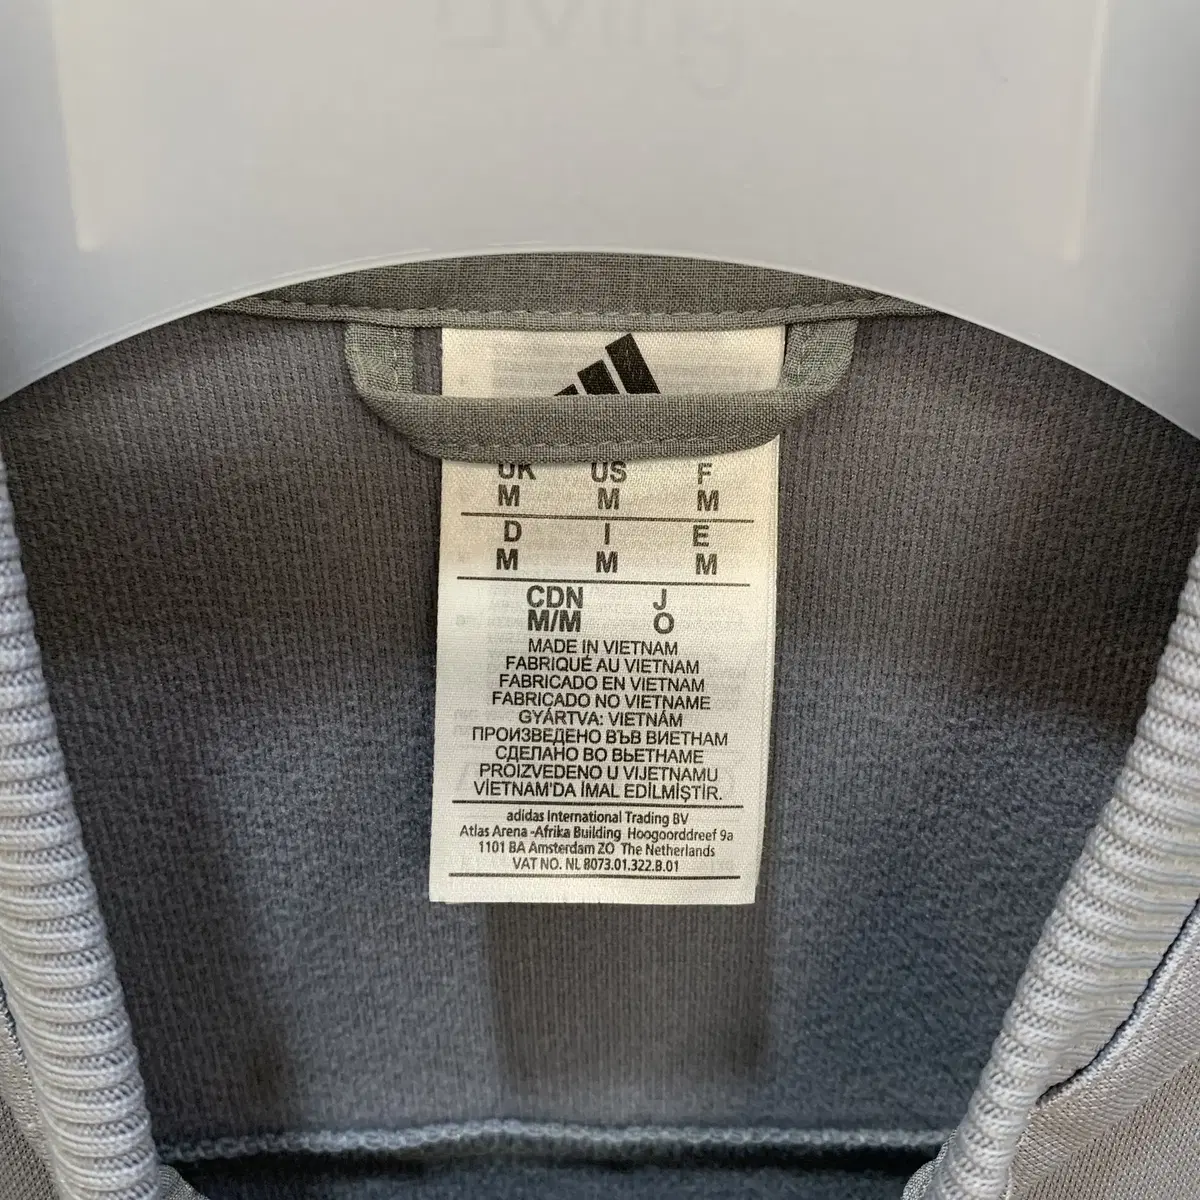 UK US F
M M M
D I E
M M M
CDN J
M/M O
MADE IN VIETNAM
FABRIQUÉ AU VIETNAM
FABRICADO EN VIETNAM
FABRICADO NO VIETNAME
GYÁRTVA: VIETNÁM
ПРОИЗВЕДЕНО ВЪВ ВИЕТНАМ
СДЕЛАНО ВО ВЬЕТНАМЕ
PROIZVEDENO U VIJETNAMU
VİETNAM'DA İMAL EDİLMİŞTİR.
adidas International Trading BV
Atlas Arena -Afrika Building Hoogoorddreef 9a
1101 BA Amsterdam ZO The Netherlands
VAT NO. NL 8073.01.322.B.01